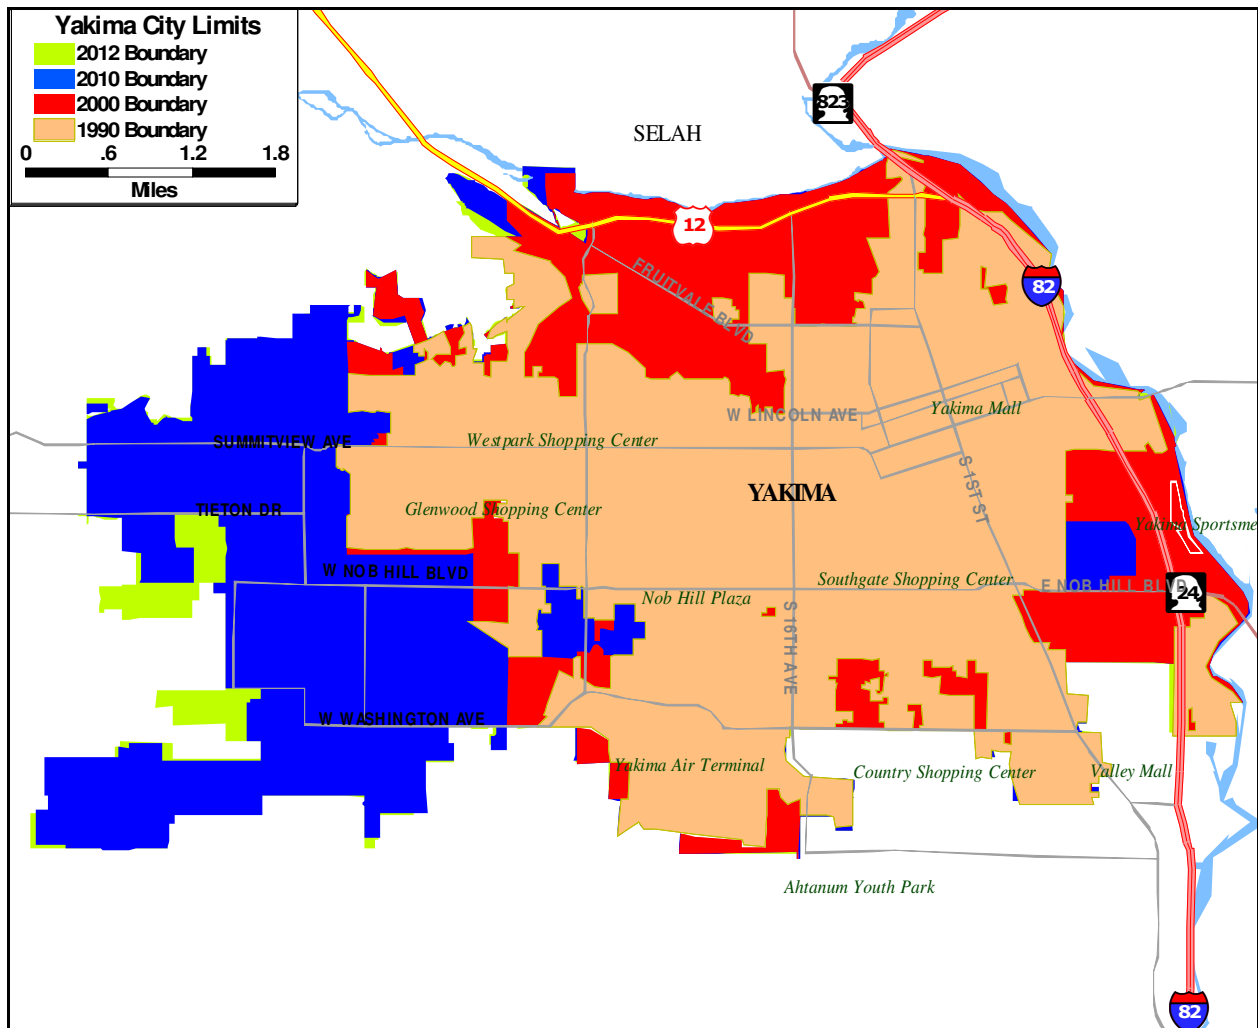 Yakima City Limits
2012 Boundary
2010 Boundary
2000 Boundary
1990 Boundary
0 .6 1.2 1.8
Miles
823
SELAH
12
FRUITVALE BLVD
82
W LINCOLN AVE
Yakima Mall
SUMMITVIEW AVE
Westpark Shopping Center
S 1ST ST
YAKIMA
TIETON DR
Glenwood Shopping Center
Yakima Sportsme
W NOB HILL BLVD
Southgate Shopping Center
E NOB HILL BLVD
24
Nob Hill Plaza
S 16TH AVE
W WASHINGTON AVE
Yakima Air Terminal
Country Shopping Center
Valley Mall
Ahtanum Youth Park
82